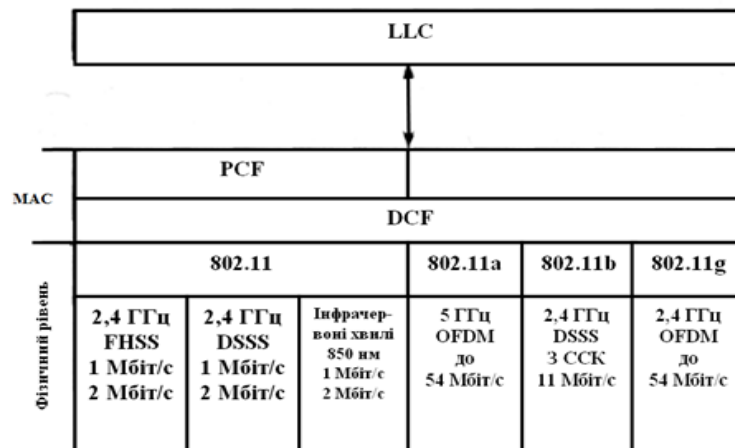 LLC
PCF
MAC
DCF
Фізичний рівень
802.11
802.11a
802.11b
802.11g
2,4 ГГц
FHSS
1 Мбіт/с
2 Мбіт/с
2,4 ГГц
DSSS
1 Мбіт/с
2 Мбіт/с
Інфрачер-
воні хвилі
850 нм
1 Мбіт/с
2 Мбіт/с
5 ГГц
OFDM
до
54 Мбіт/с
2,4 ГГц
DSSS
З ССК
11 Мбіт/с
2,4 ГГц
OFDM
до
54 Мбіт/с